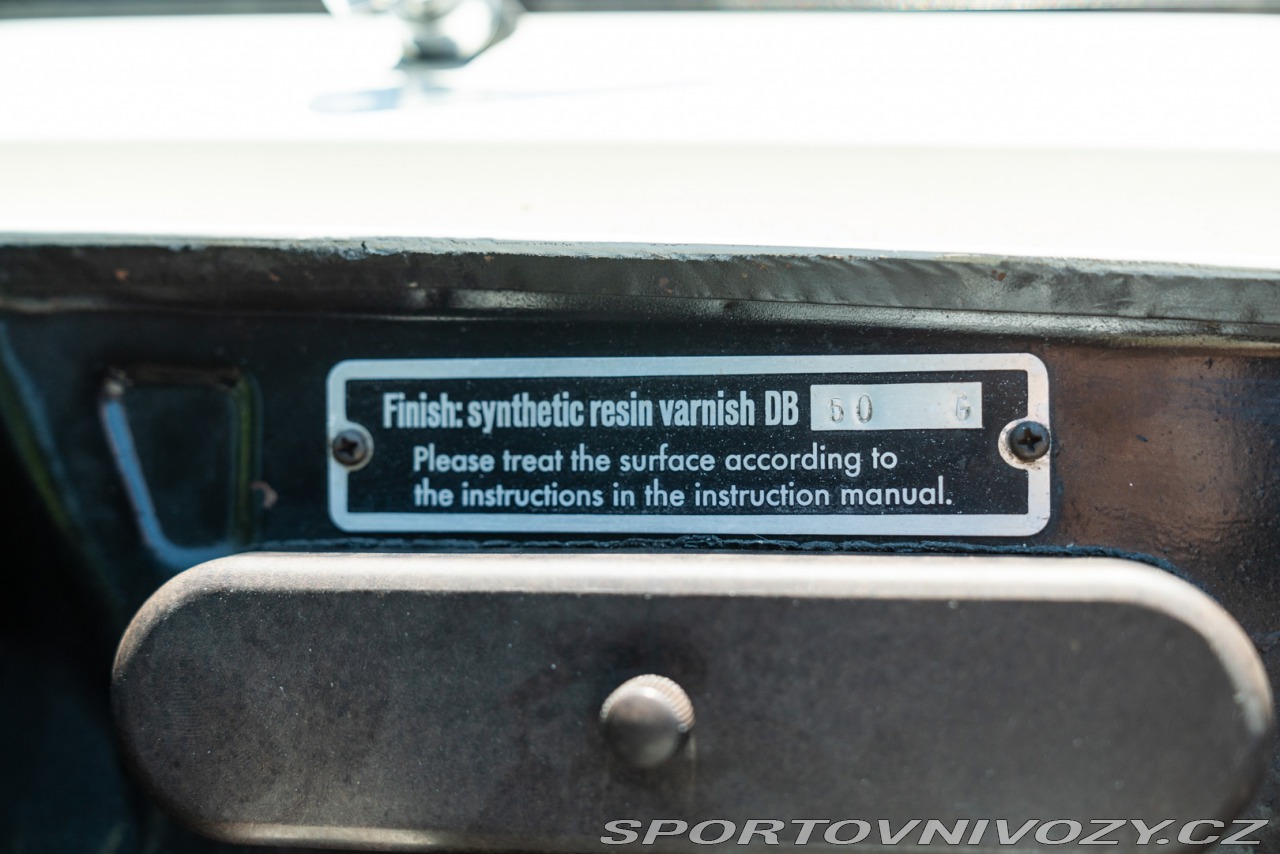 Finish: synthetic resin varnish DB 50 G
Please treat the surface according to
the instructions in the instruction manual.
SPORTOVNIVOZY.CZ